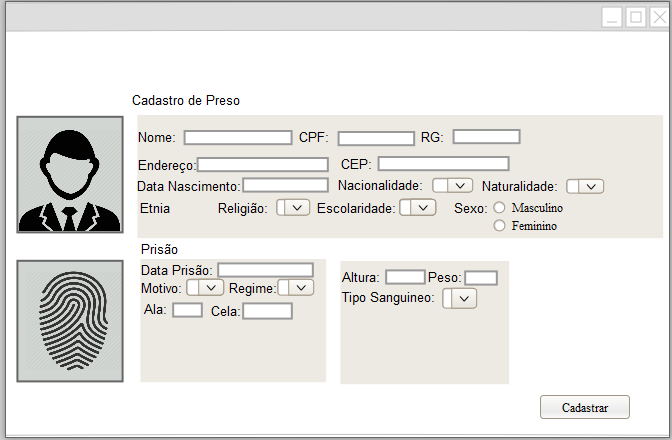 Cadastro de Preso
Nome: CPF: RG:
Endereço: CEP:
Data Nascimento: Nacionalidade: Naturalidade:
Etnia Religião: Escolaridade: Sexo: Masculino
Feminino
Prisão
Data Prisão:
Motivo: Regime:
Ala: Cela:
Altura: Peso:
Tipo Sanguineo:
Cadastrar